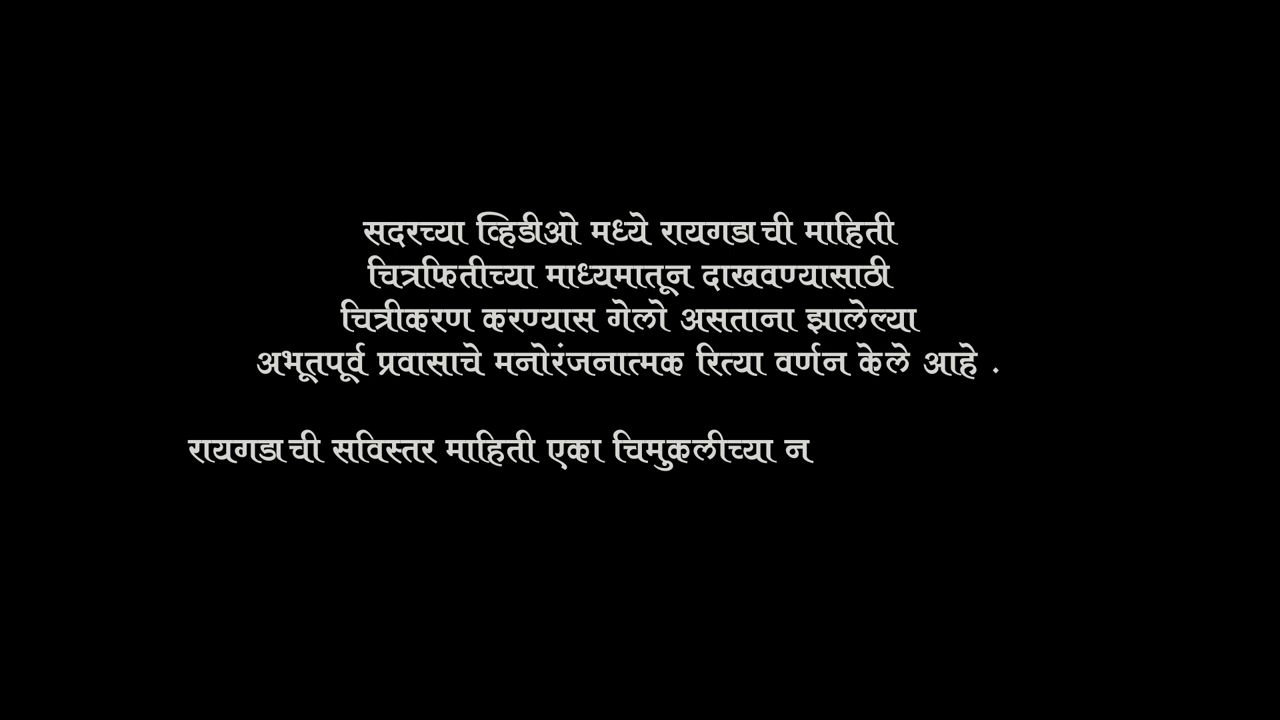 सदरच्या व्हिडीओ मध्ये रायगडाची माहिती
चित्रफितीच्या माध्यमातून दाखवण्यासाठी
चित्रीकरण करण्यास गेलो असताना झालेल्या
अभूतपूर्व प्रवासाचे मनोरंजनात्मक रित्या वर्णन केले आहे .
रायगडाची सविस्तर माहिती एका चिमुकलीच्या न